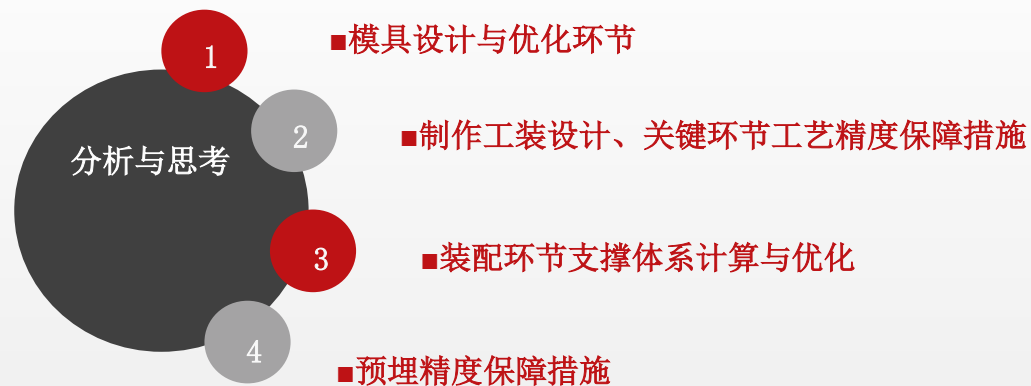 分析与思考
1
■模具设计与优化环节
2
■制作工装设计、关键环节工艺精度保障措施
3
■装配环节支撑体系计算与优化
4
■预埋精度保障措施